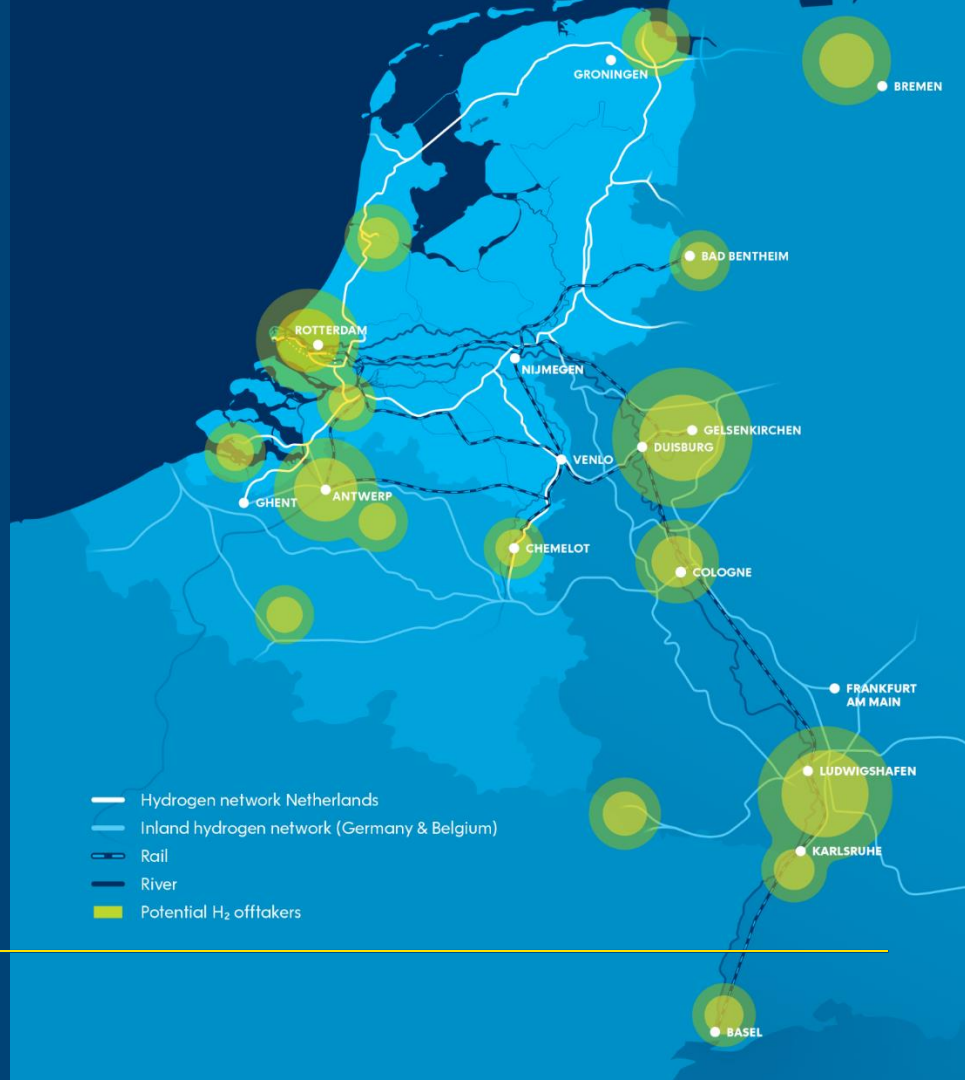 GRONINGEN
BREMEN
BAD BENTHEIM
ROTTERDAM
NIJMEGEN
GELSENKIRCHEN
DUISBURG
VENLO
ANTWERP
GHENT
CHEMELOT
COLOGNE
FRANKFURT
AM MAIN
LUDWIGSHAFEN
KARLSRUHE
BASEL
Hydrogen network Netherlands
Inland hydrogen network (Germany & Belgium)
Rail
River
Potential H₂ offtakers